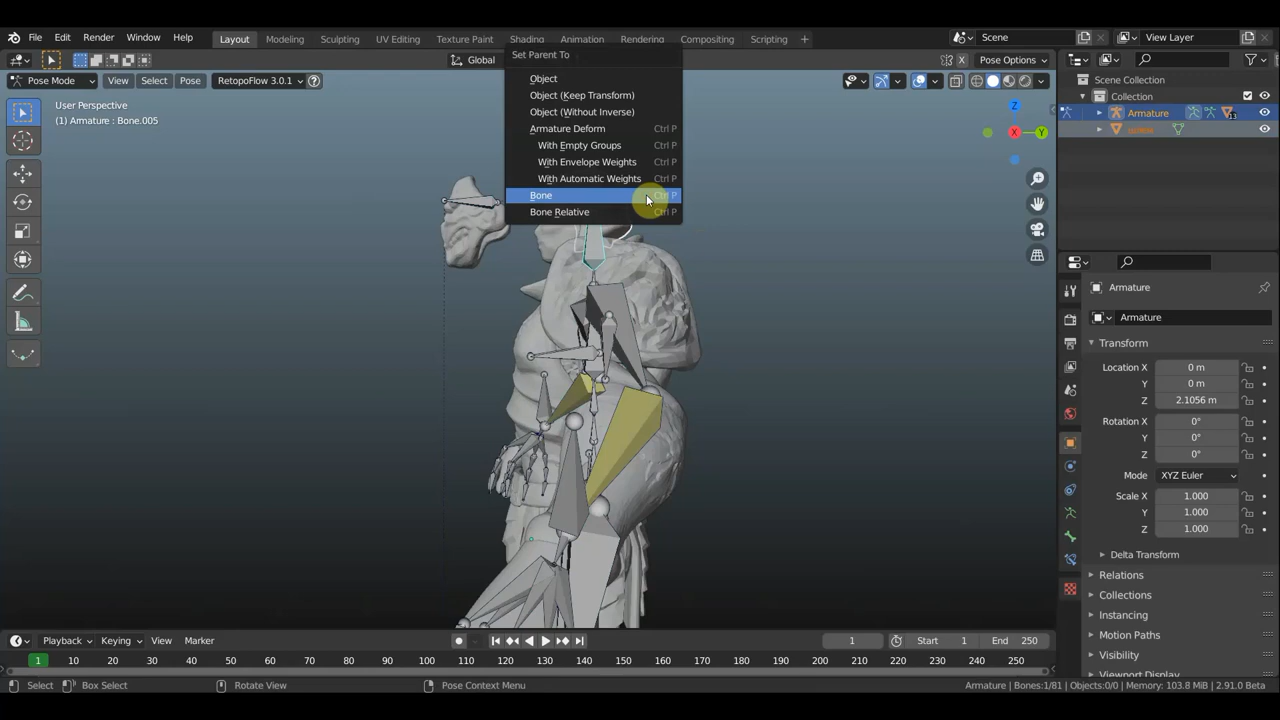 File Edit Render Window Help
Layout Modeling Sculpting UV Editing Texture Paint Shading Animation Rendering Compositing Scripting +
Scene
View Layer
Global
Pose Options
Pose Mode View Select Pose RetopoFlow 3.0.1
User Perspective
(1) Armature : Bone.005
Set Parent To
Object
Object (Keep Transform)
Object (Without Inverse)
Armature Deform Ctrl P
With Empty Groups Ctrl P
With Envelope Weights Ctrl P
With Automatic Weights Ctrl P
Bone Ctrl P
Bone Relative Ctrl P
X
Z
X
Y
Scene Collection
Collection
Armature 13
Armature
Armature
Transform
Location X 0 m
Y 0 m
Z 2.1056 m
Rotation X 0°
Y 0°
Z 0°
Mode XYZ Euler
Scale X 1.000
Y 1.000
Z 1.000
Delta Transform
Relations
Collections
Instancing
Motion Paths
Visibility
Viewport Display
Playback Keying View Marker
1 Start 1 End 250
1 10 20 30 40 50 60 70 80 90 100 110 120 130 140 150 160 170 180 190 200 210 220 230 240 250
Select Box Select Rotate View Pose Context Menu
Armature | Bones:1/81 | Objects:0/0 | Memory: 103.8 MiB | 2.91.0 Beta